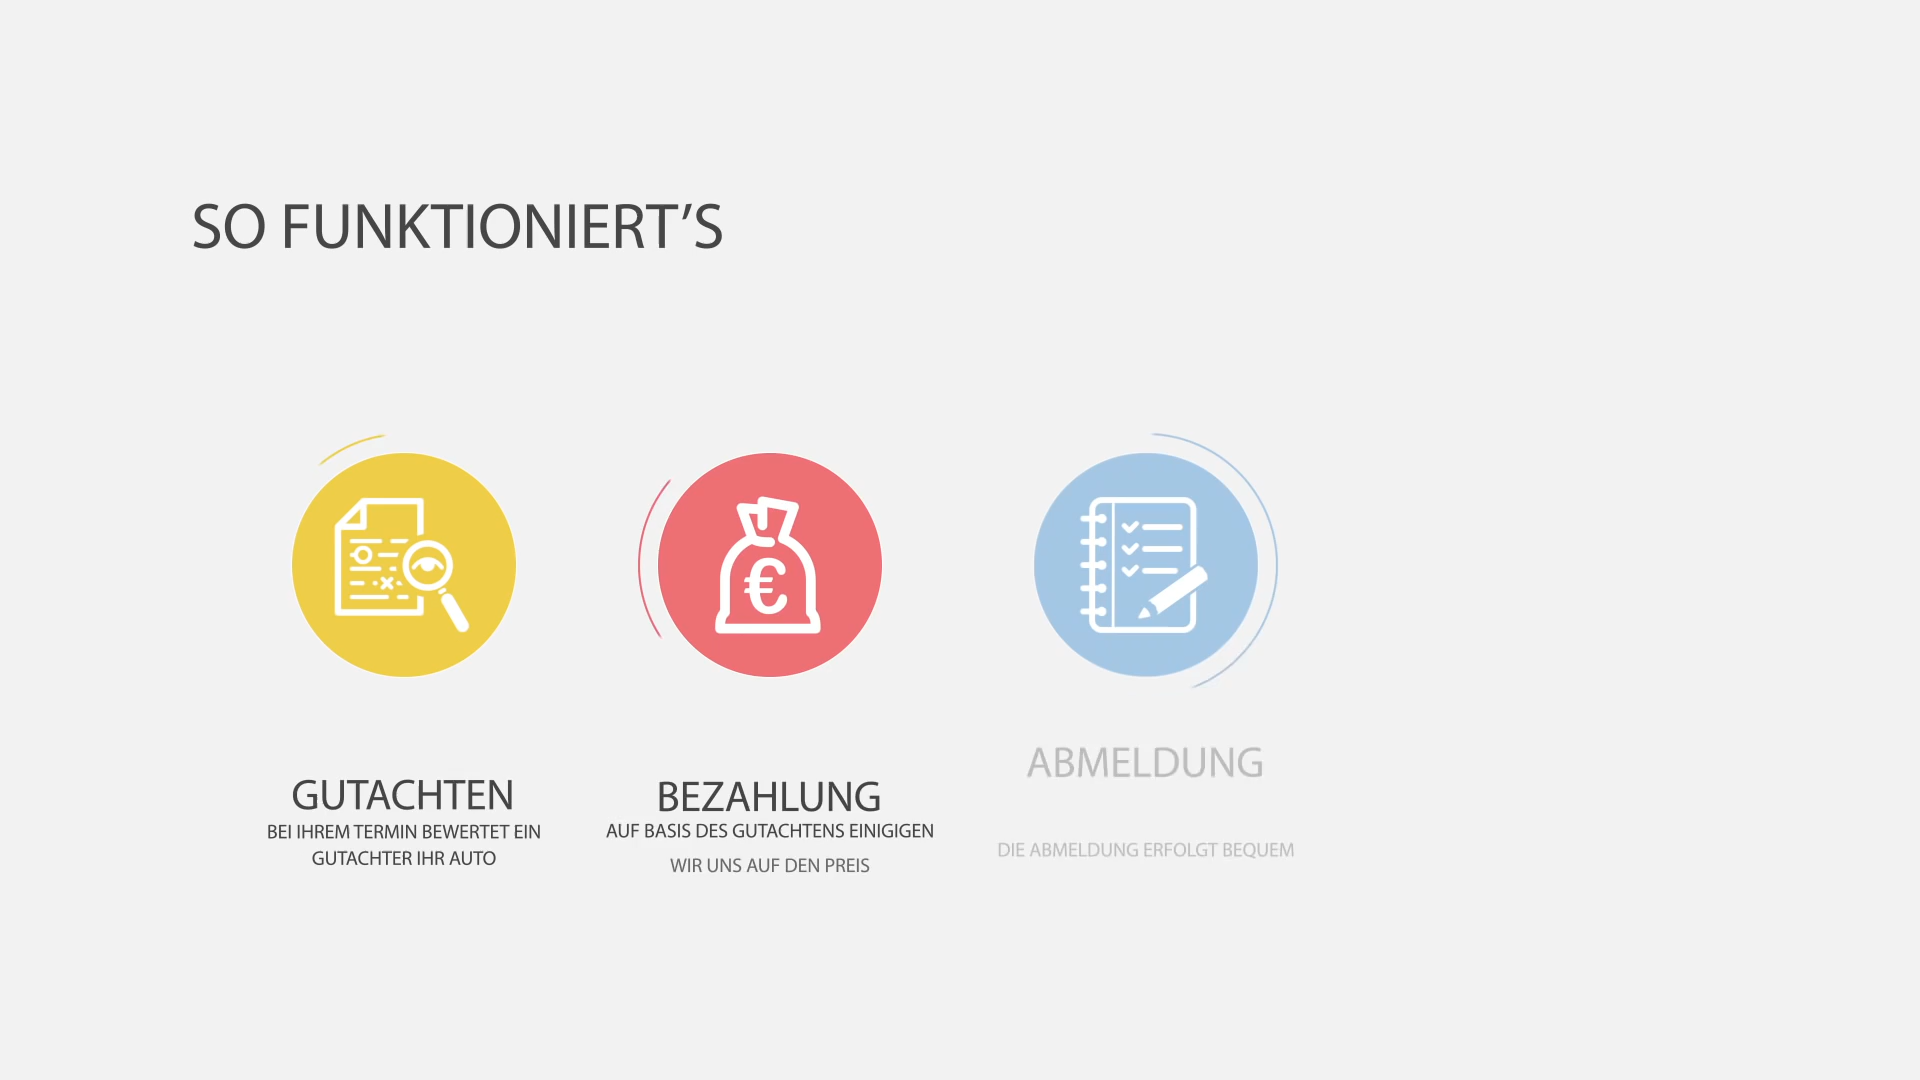 SO FUNKTIONIERT’S
GUTACHTEN
BEI IHREM TERMIN BEWERTET EIN
GUTACHTER IHR AUTO
BEZAHLUNG
AUF BASIS DES GUTACHTENS EINIGIGEN
WIR UNS AUF DEN PREIS
ABMELDUNG
DIE ABMELDUNG ERFOLGT BEQUEM